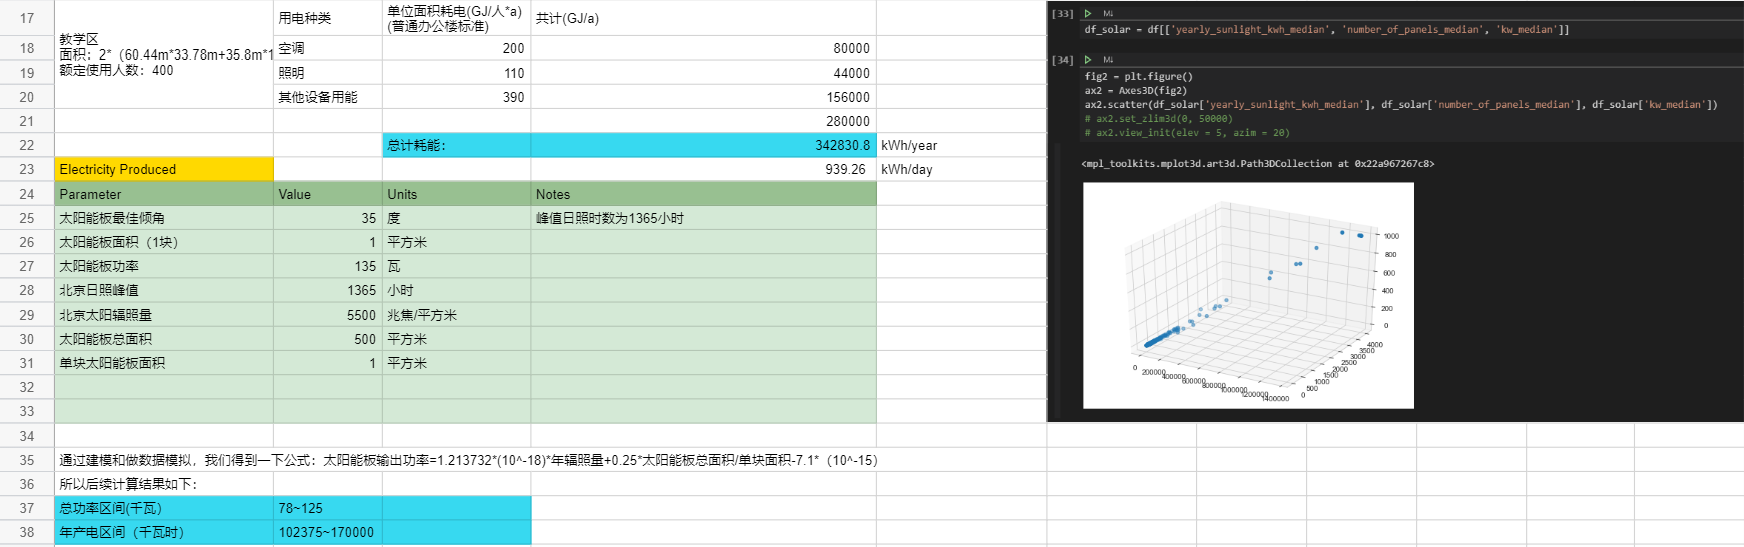 17
用电种类
单位面积耗电(GJ/人*a)
(普通办公楼标准)
共计(GJ/a)
教学区
面积：2*（60.44m*33.78m+35.8m*1
额定使用人数：400
18 空调 200 80000
19 照明 110 44000
20 其他设备用能 390 156000
21 280000
22 总计耗能： 342830.8 kWh/year
23 Electricity Produced 939.26 kWh/day
24 Parameter Value Units Notes
25 太阳能板最佳倾角 35 度 峰值日照时数为1365小时
26 太阳能板面积（1块） 1 平方米
27 太阳能板功率 135 瓦
28 北京日照峰值 1365 小时
29 北京太阳辐照量 5500 兆焦/平方米
30 太阳能板总面积 500 平方米
31 单块太阳能板面积 1 平方米
32
33
34
35 通过建模和做数据模拟，我们得到一下公式：太阳能板输出功率=1.213732*(10^-18)*年辐照量+0.25*太阳能板总面积/单块面积-7.1*（10^-15）
36 所以后续计算结果如下：
37 总功率区间(千瓦） 78~125
38 年产电区间（千瓦时） 102375~170000
[33] M↓
df_solar = df[['yearly_sunlight_kwh_median', 'number_of_panels_median', 'kw_median']]
[34] M↓
fig2 = plt.figure()
ax2 = Axes3D(fig2)
ax2.scatter(df_solar['yearly_sunlight_kwh_median'], df_solar['number_of_panels_median'], df_solar['kw_median'])
# ax2.set_zlim3d(0, 50000)
# ax2.view_init(elev = 5, azim = 20)
<mpl_toolkits.mplot3d.art3d.Path3DCollection at 0x22a967267c8>
1000
800
600
400
200
0
4000
3500
3000
2500
2000
1500
1000
500
0
0 200000 400000 600000 800000 1000000 1200000 1400000